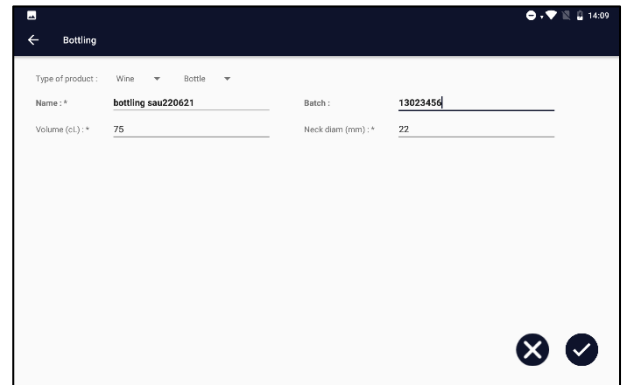 14:09
Bottling
Type of product : Wine Bottle
Name : * bottling sau220621 Batch : 13023456
Volume (cl.) : * 75 Neck diam (mm) : * 22